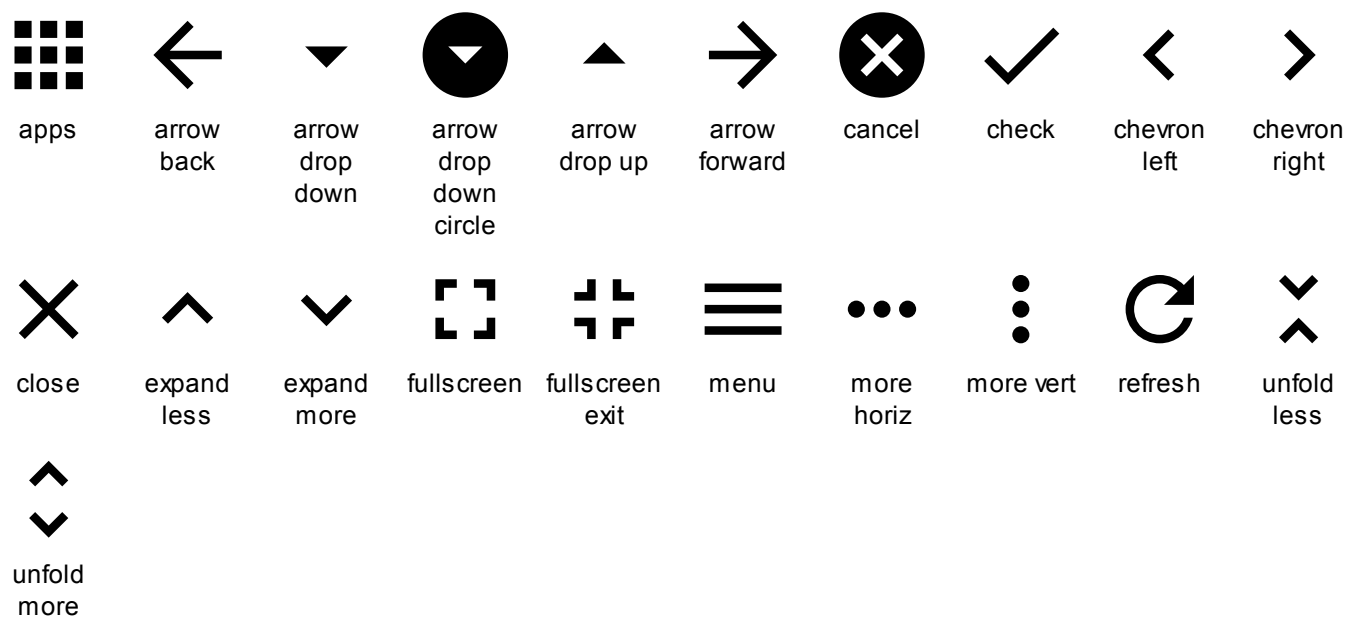 apps
arrow
back
arrow
drop
down
arrow
drop
down
circle
arrow
drop up
arrow
forward
cancel
check
chevron
left
chevron
right
close
expand
less
expand
more
fullscreen
fullscreen
exit
menu
more
horiz
more vert
refresh
unfold
less
unfold
more